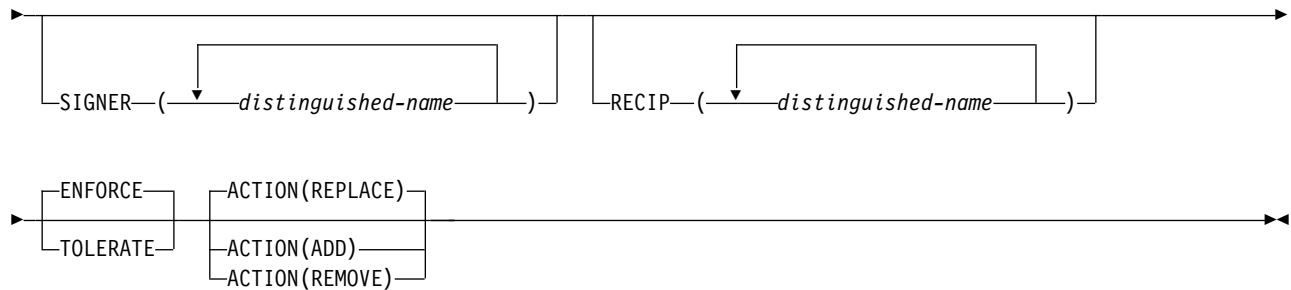 SIGNER ( distinguished-name ) RECIP ( distinguished-name )
ENFORCE ACTION(REPLACE)
TOLERATE ACTION(ADD)
ACTION(REMOVE)